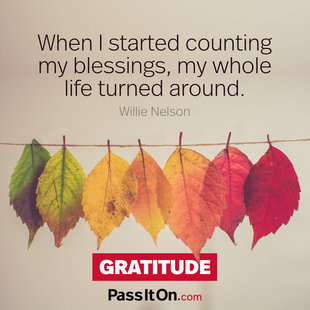 When I started counting
my blessings, my whole
life turned around.
Willie Nelson
GRATITUDE
PassItOn.com